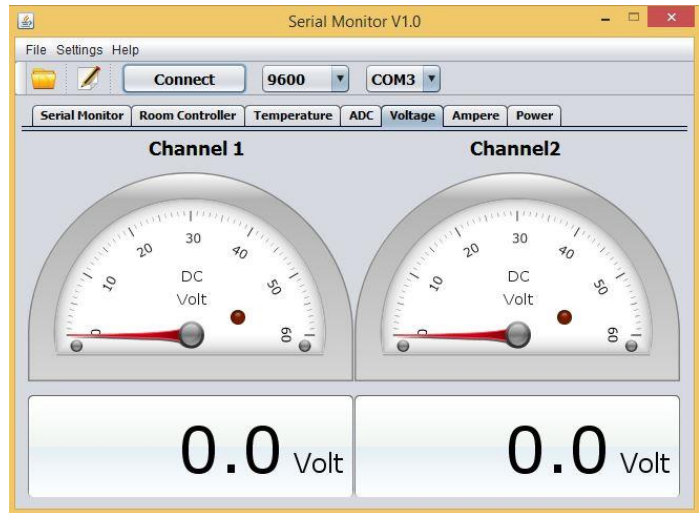 Serial Monitor V1.0
File Settings Help
Connect 9600 COM3
Serial Monitor Room Controller Temperature ADC Voltage Ampere Power
Channel 1 Channel2
0 10 20 30 40 50 60
DC
Volt
0 10 20 30 40 50 60
DC
Volt
0.0 Volt 0.0 Volt